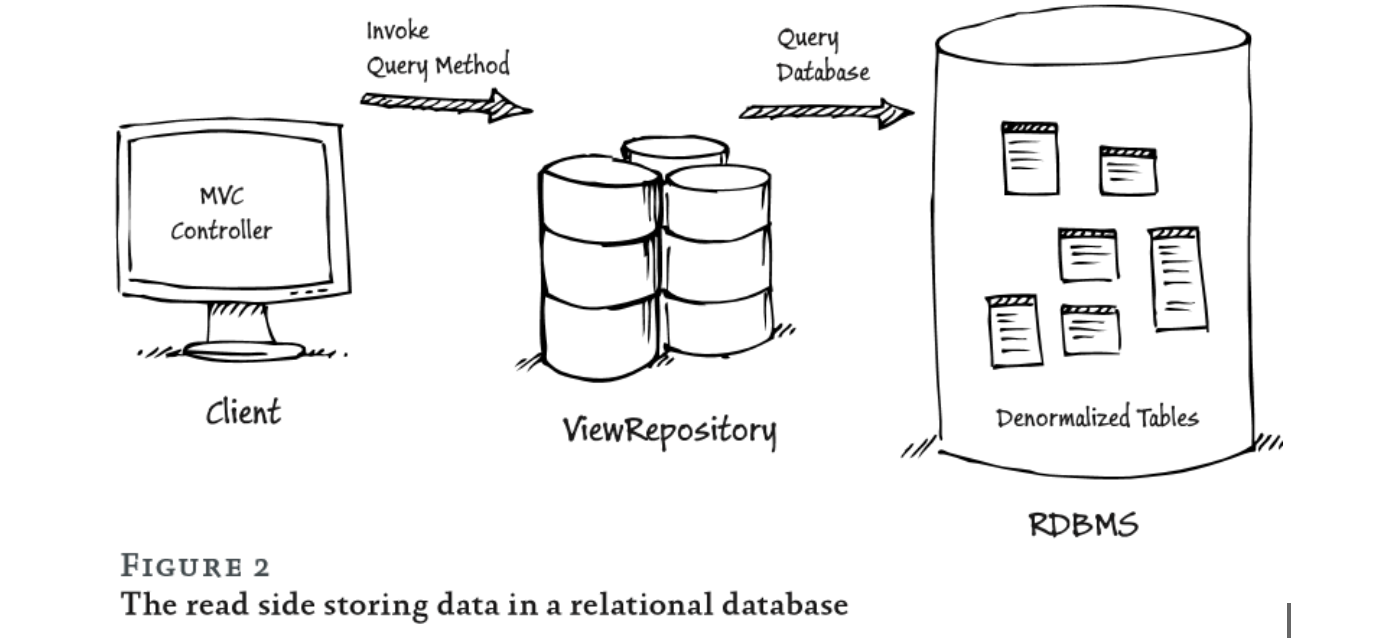 Invoke
Query Method
Query
Database
MVC
Controller
Client
ViewRepository
Denormalized Tables
RDBMS
Figure 2
The read side storing data in a relational database